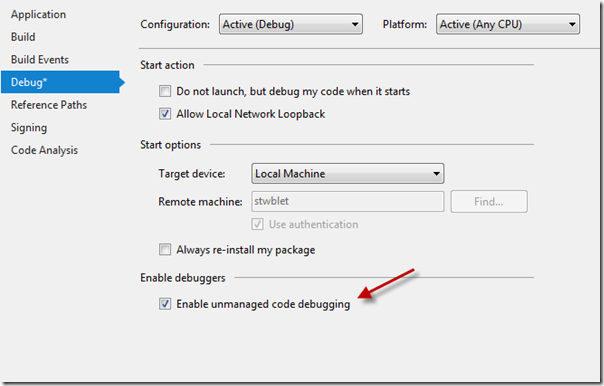 Application
Build
Build Events
Debug*
Reference Paths
Signing
Code Analysis
Configuration: Active (Debug) Platform: Active (Any CPU)
Start action
Do not launch, but debug my code when it starts
Allow Local Network Loopback
Start options
Target device: Local Machine
Remote machine: stwblet Find...
Use authentication
Always re-install my package
Enable debuggers
Enable unmanaged code debugging